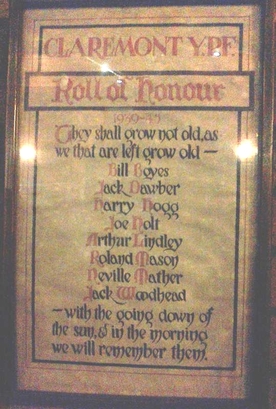 CLAREMONT Y.P.F.
Roll of Honour
1939-45
They shall grow not old, as
we that are left grow old —
Bill Boyes
Jack Dawber
Harry Hogg
Joe Holt
Arthur Lindley
Roland Mason
Neville Mather
Jack Woodhead
— with the going down of
the sun, & in the morning
we will remember them.